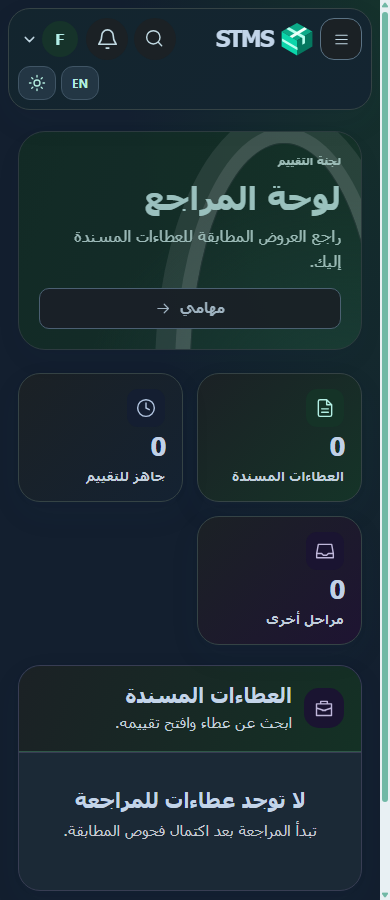 STMS
F
EN
لجنة التقييم
لوحة المراجع
راجع العروض المطابقة للعطاءات المسندة
إليك.
مهامي →
0
العطاءات المسندة
0
جاهز للتقييم
0
مراحل أخرى
العطاءات المسندة
ابحث عن عطاء وافتح تقييمه.
لا توجد عطاءات للمراجعة
تبدأ المراجعة بعد اكتمال فحوص المطابقة.